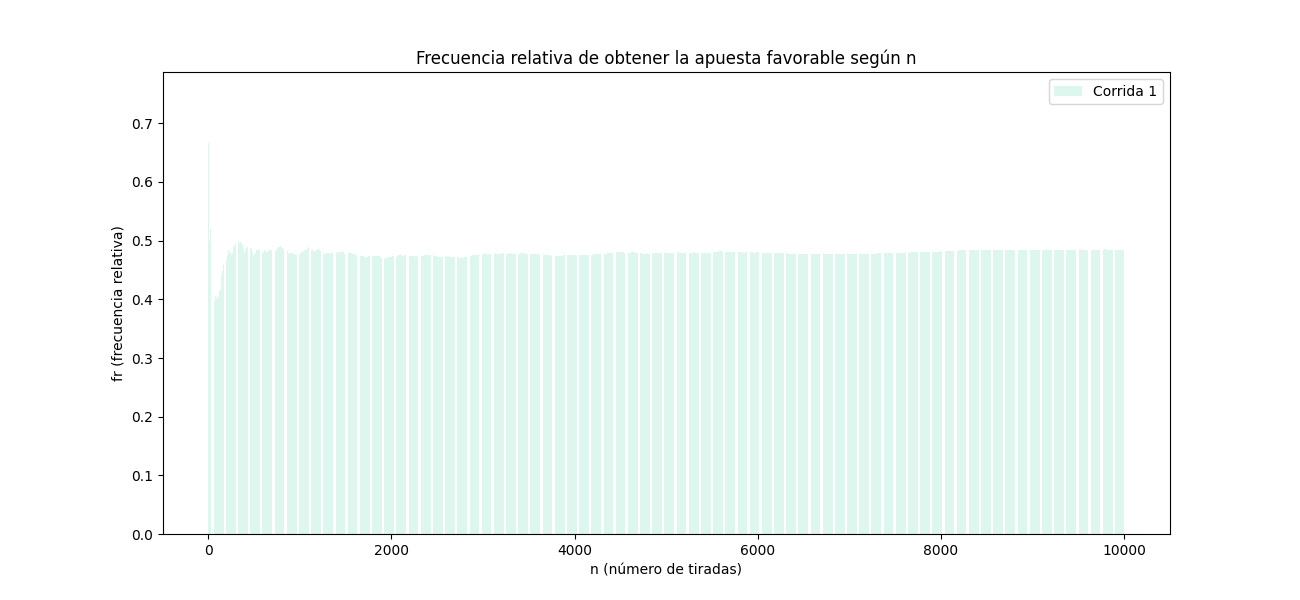 Frecuencia relativa de obtener la apuesta favorable según n
Corrida 1
fr (frecuencia relativa)
0.7
0.6
0.5
0.4
0.3
0.2
0.1
0.0
0 2000 4000 6000 8000 10000
n (número de tiradas)